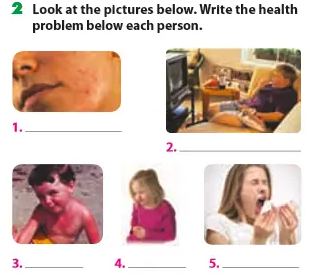 2 Look at the pictures below. Write the health
problem below each person.
1.
2.
3.
4.
5.